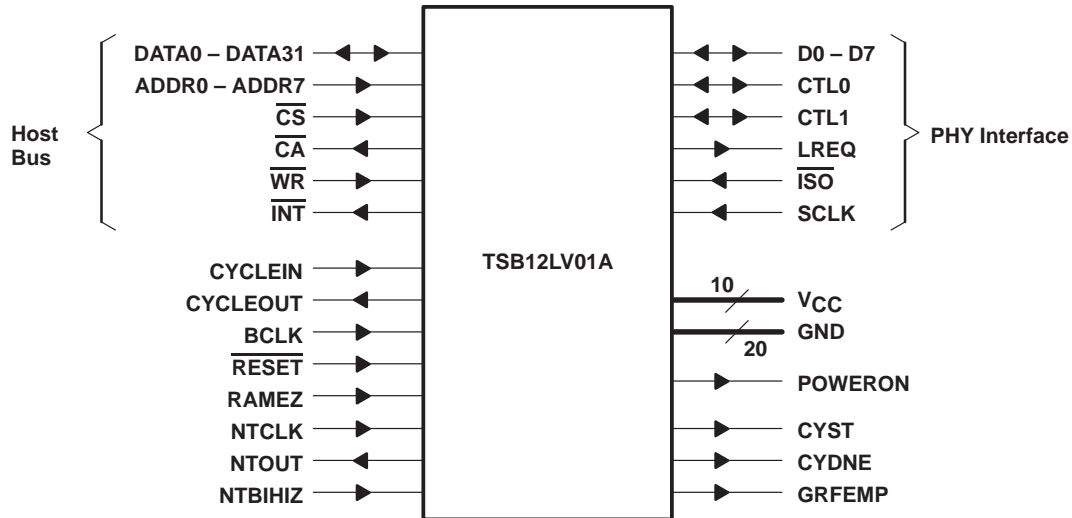 DATA0 – DATA31
ADDR0 – ADDR7
CS
CA
WR
INT
Host
Bus
CYCLEIN
CYCLEOUT
BCLK
RESET
RAMEZ
NTCLK
NTOUT
NTBIHIZ
TSB12LV01A
D0 – D7
CTL0
CTL1
LREQ
ISO
SCLK
PHY Interface
10
VCC
GND
20
POWERON
CYST
CYDNE
GRFEMP